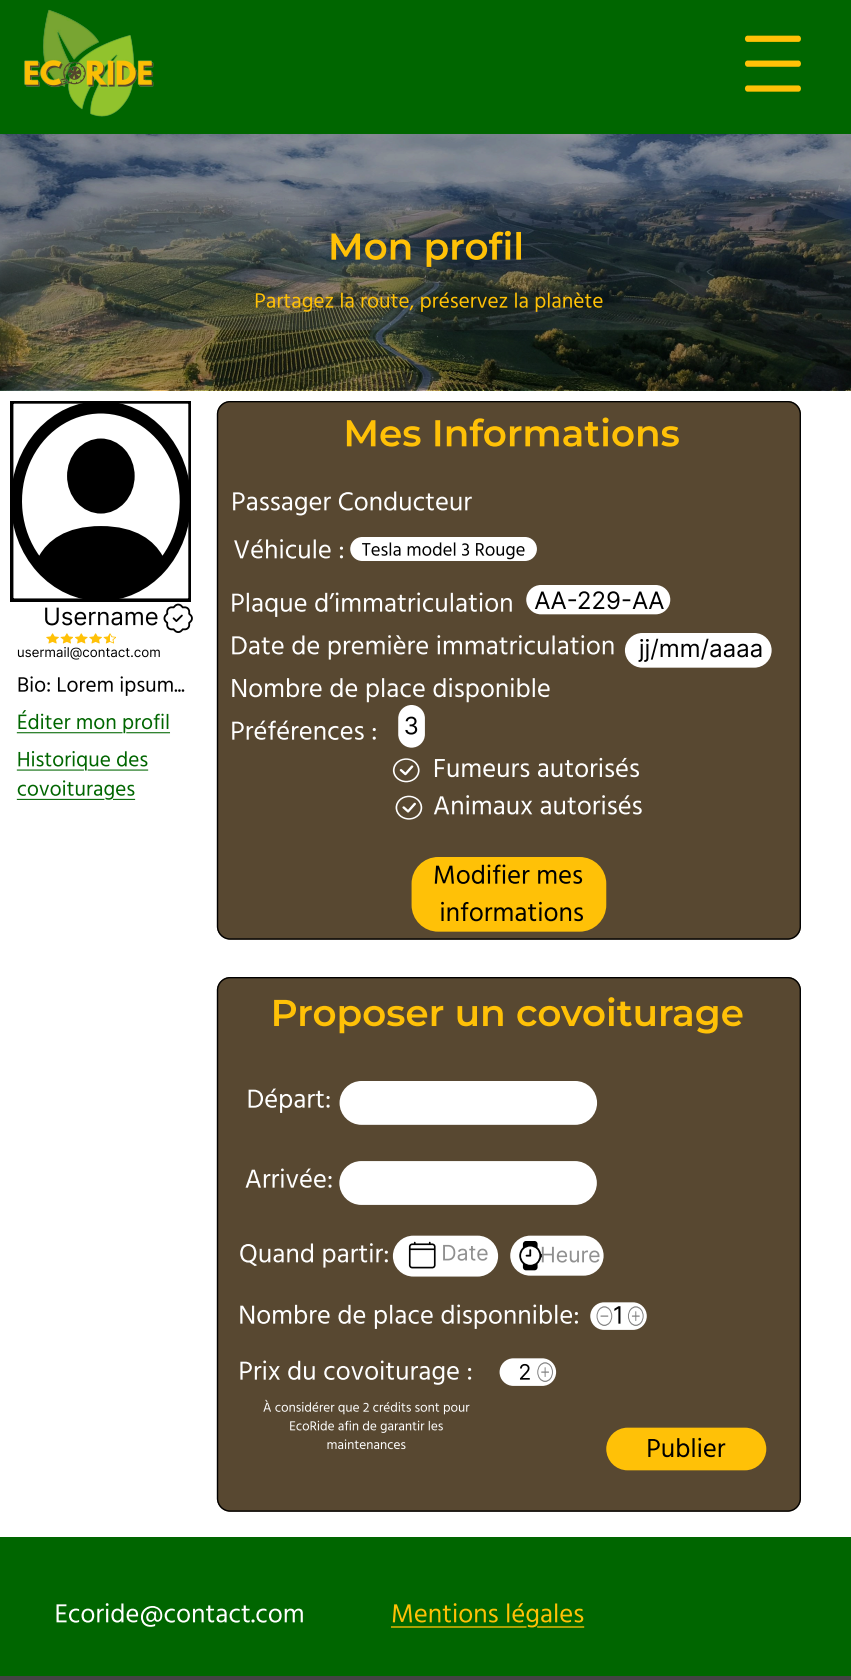 ECORIDE
Mon profil
Partagez la route, préservez la planète
Username
usermail@contact.com
Bio: Lorem ipsum...
Éditer mon profil
Historique des
covoiturages
Mes Informations
Passager Conducteur
Véhicule : Tesla model 3 Rouge
Plaque d’immatriculation AA-229-AA
Date de première immatriculation jj/mm/aaaa
Nombre de place disponible
3
Préférences :
Fumeurs autorisés
Animaux autorisés
Modifier mes
informations
Proposer un covoiturage
Départ:
Arrivée:
Quand partir: Date Heure
Nombre de place disponnible: 1
Prix du covoiturage : 2
À considérer que 2 crédits sont pour
EcoRide afin de garantir les
maintenances
Publier
Ecoride@contact.com
Mentions légales